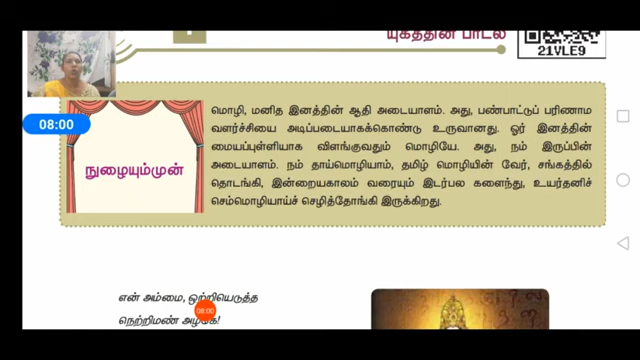 யுகத்தின் பாடல்
21VLE9
08:00
நுழையும்முன்
மொழி, மனித இனத்தின் ஆதி அடையாளம். அது, பண்பாட்டுப் பரிணாம
வளர்ச்சியை அடிப்படையாகக்கொண்டு உருவானது. ஓர் இனத்தின்
மையப்புள்ளியாக விளங்குவதும் மொழியே. அது, நம் இருப்பின்
அடையாளம். நம் தாய்மொழியாம், தமிழ் மொழியின் வேர், சங்கத்தில்
தொடங்கி, இன்றையகாலம் வரையும் இடர்பல களைந்து, உயர்தனிச்
செம்மொழியாய்ச் செழித்தோங்கி இருக்கிறது.
என் அம்மை, ஒற்றியெடுத்த
08:00
நெற்றிமண் அழகே!